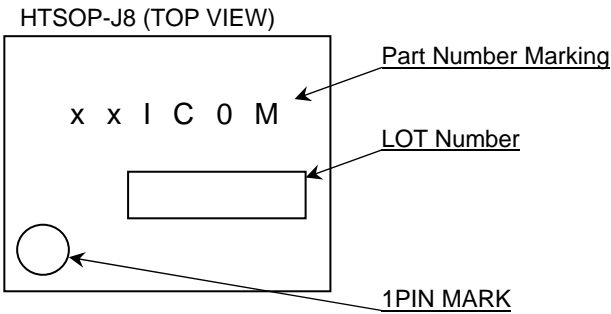 HTSOP-J8 (TOP VIEW)
Part Number Marking
x x I C 0 M
LOT Number
1PIN MARK